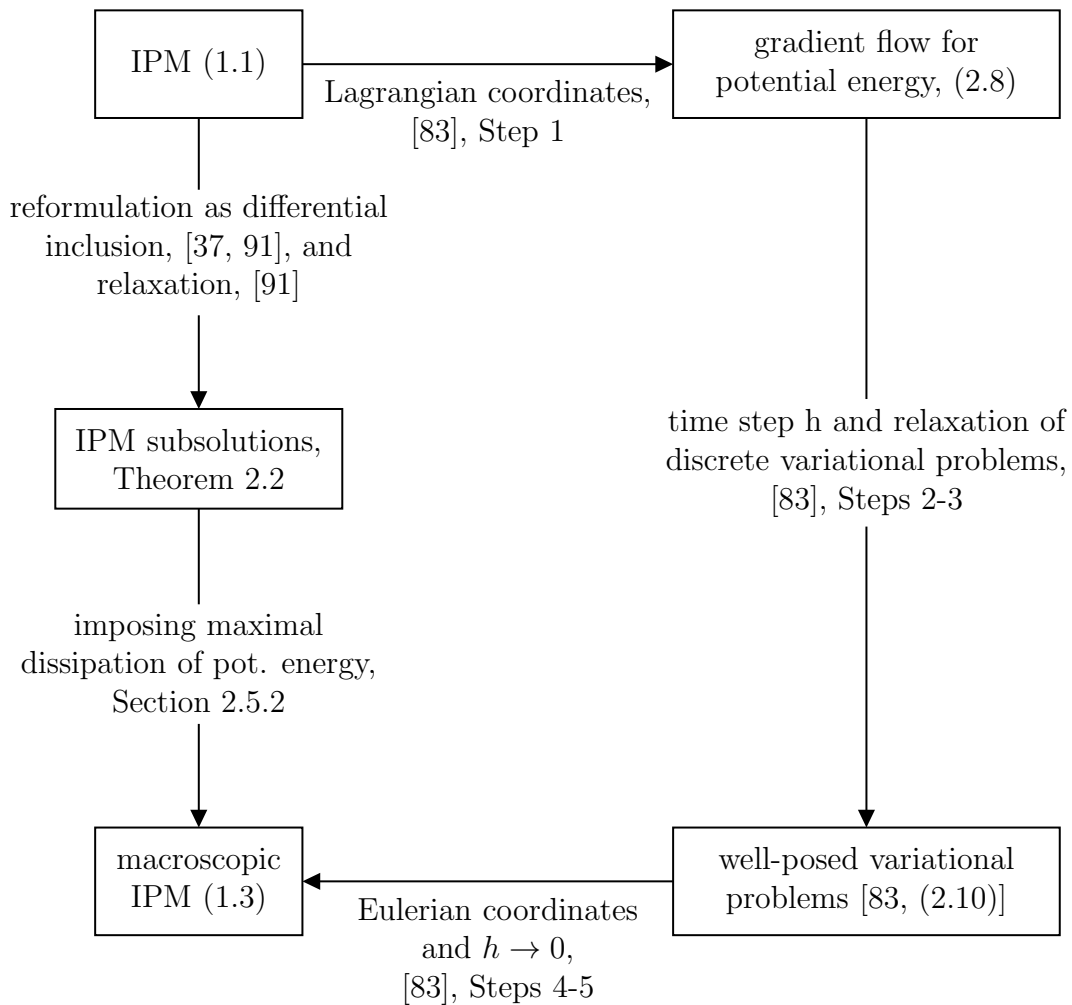 IPM (1.1)
gradient flow for
potential energy, (2.8)
Lagrangian coordinates,
[83], Step 1
reformulation as differential
inclusion, [37, 91], and
relaxation, [91]
time step h and relaxation of
discrete variational problems,
[83], Steps 2-3
IPM subsolutions,
Theorem 2.2
imposing maximal
dissipation of pot. energy,
Section 2.5.2
macroscopic
IPM (1.3)
well-posed variational
problems [83, (2.10)]
Eulerian coordinates
and h → 0,
[83], Steps 4-5